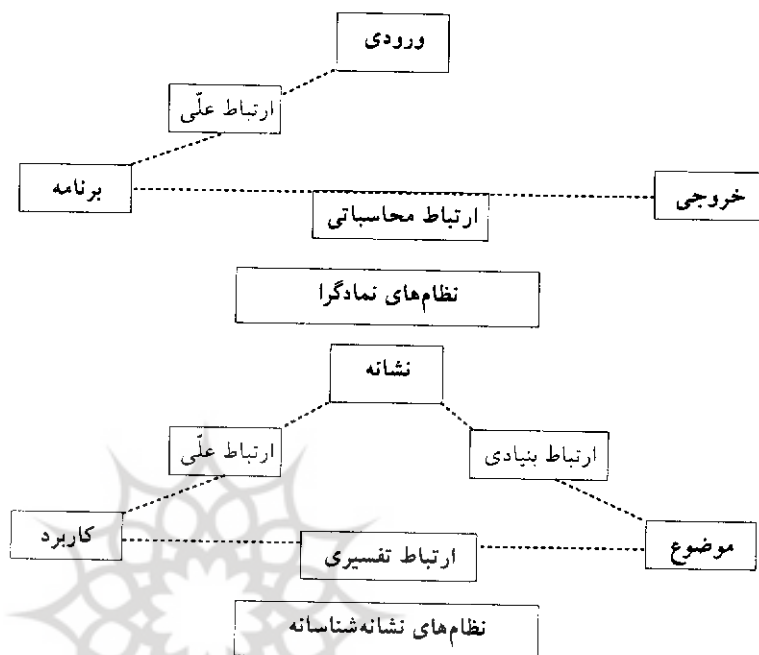 ورودی
ارتباط علّی
برنامه
خروجی
ارتباط محاسباتی
نظام‌های نمادگرا
نشانه
ارتباط علّی
ارتباط بنیادی
کاربرد
موضوع
ارتباط تفسیری
نظام‌های نشانه‌شناسانه